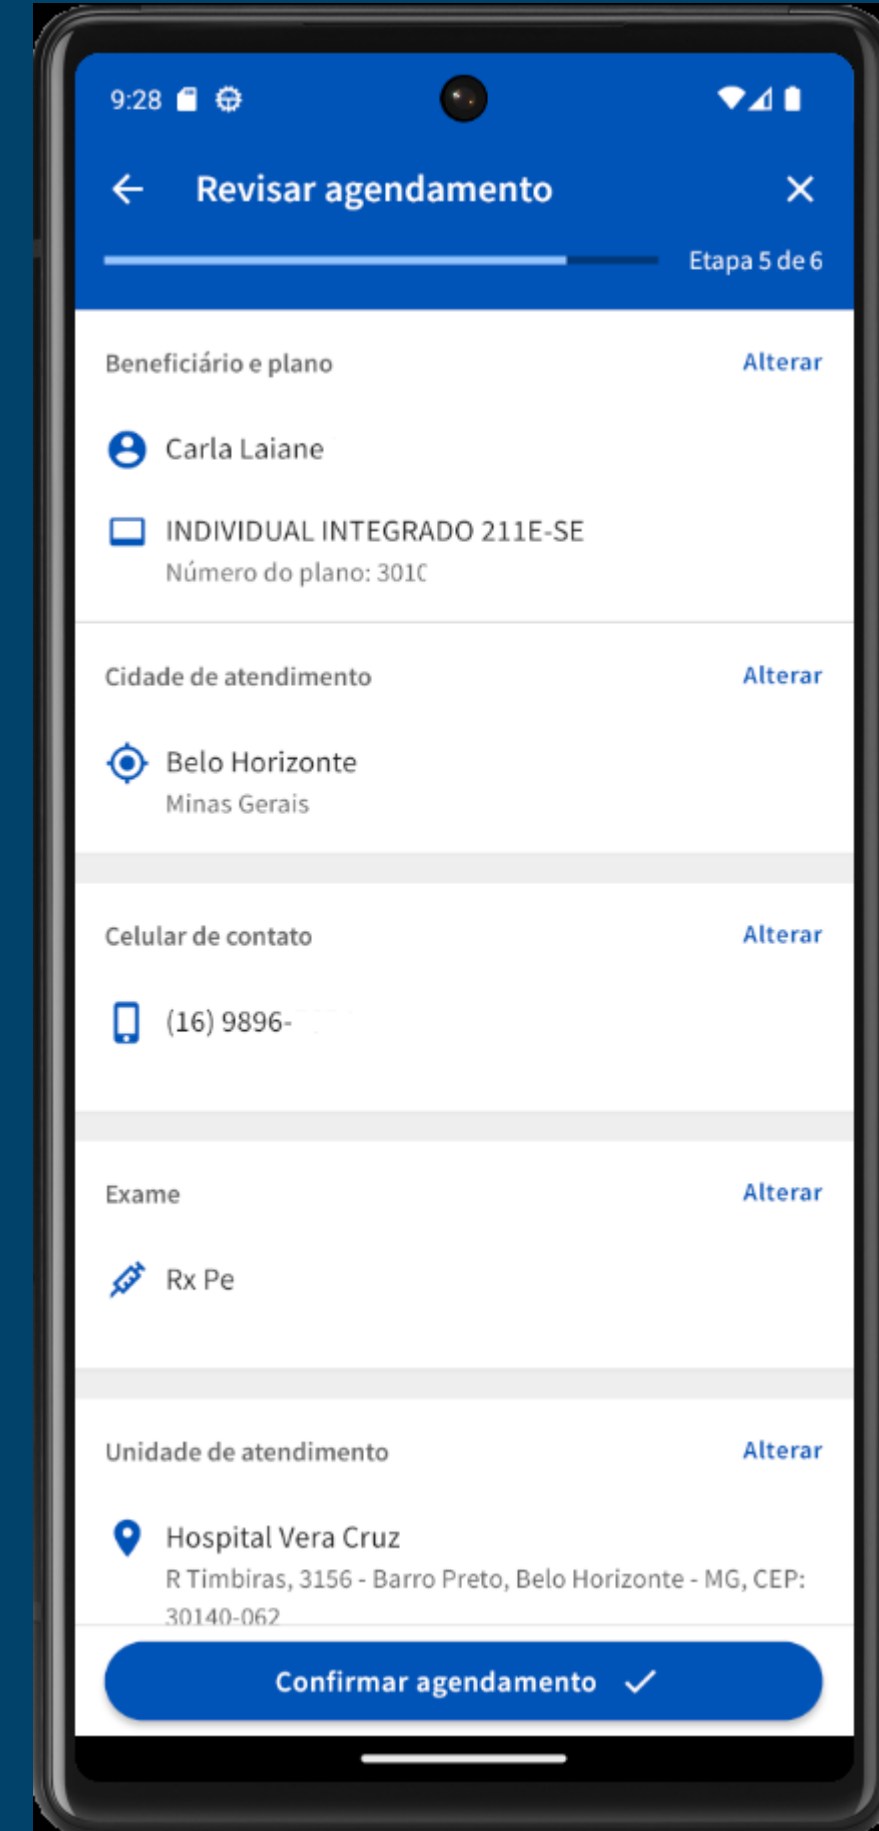 9:28
Revisar agendamento
Etapa 5 de 6
Beneficiário e plano
Alterar
Carla Laiane
INDIVIDUAL INTEGRADO 211E-SE
Número do plano: 3010
Cidade de atendimento
Alterar
Belo Horizonte
Minas Gerais
Celular de contato
Alterar
(16) 9896-
Exame
Alterar
Rx Pe
Unidade de atendimento
Alterar
Hospital Vera Cruz
R Timbiras, 3156 - Barro Preto, Belo Horizonte - MG, CEP:
30140-062
Confirmar agendamento